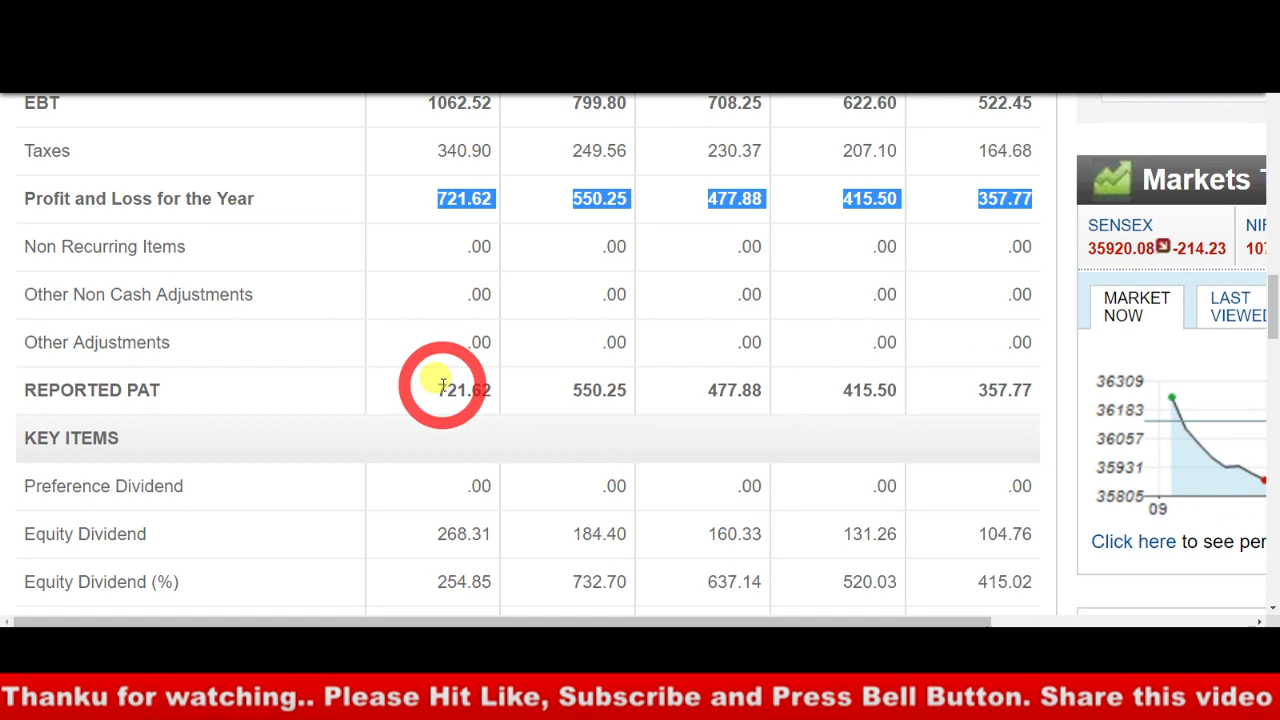 EBT 1062.52 799.80 708.25 622.60 522.45
Taxes 340.90 249.56 230.37 207.10 164.68
Profit and Loss for the Year 721.62 550.25 477.88 415.50 357.77
Non Recurring Items .00 .00 .00 .00 .00
Other Non Cash Adjustments .00 .00 .00 .00 .00
Other Adjustments .00 .00 .00 .00 .00
REPORTED PAT 721.62 550.25 477.88 415.50 357.77
KEY ITEMS
Preference Dividend .00 .00 .00 .00 .00
Equity Dividend 268.31 184.40 160.33 131.26 104.76
Equity Dividend (%) 254.85 732.70 637.14 520.03 415.02
Markets
SENSEX
35920.08 -214.23
MARKET NOW
LAST VIEWED
36309
36183
36057
35931
35805
09
Click here to see
Thanku for watching.. Please Hit Like, Subscribe and Press Bell Button. Share this video